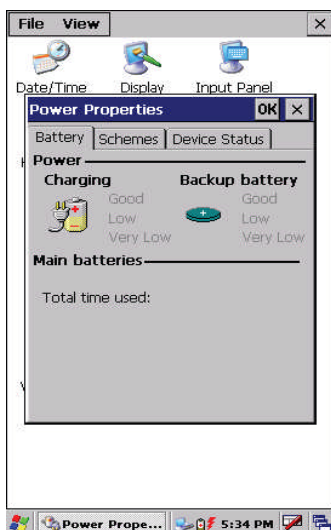 File View
Date/Time Display Input Panel
Power Properties OK
Battery Schemes Device Status
Power
Charging Backup battery
Good Good
Low Low
Very Low Very Low
Main batteries
Total time used:
Power Prope... 5:34 PM